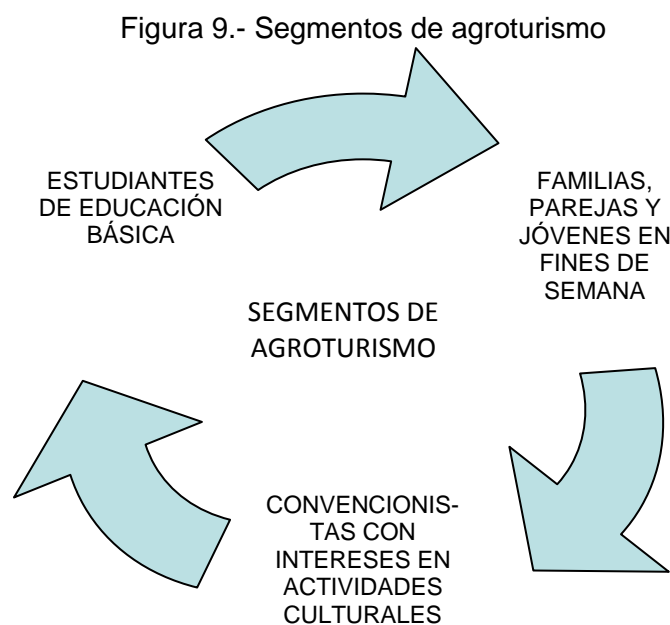 Figura 9.- Segmentos de agroturismo
ESTUDIANTES
DE EDUCACIÓN
BÁSICA
FAMILIAS,
PAREJAS Y
JÓVENES EN
FINES DE
SEMANA
SEGMENTOS DE
AGROTURISMO
CONVENCIONIS-
TAS CON
INTERESES EN
ACTIVIDADES
CULTURALES